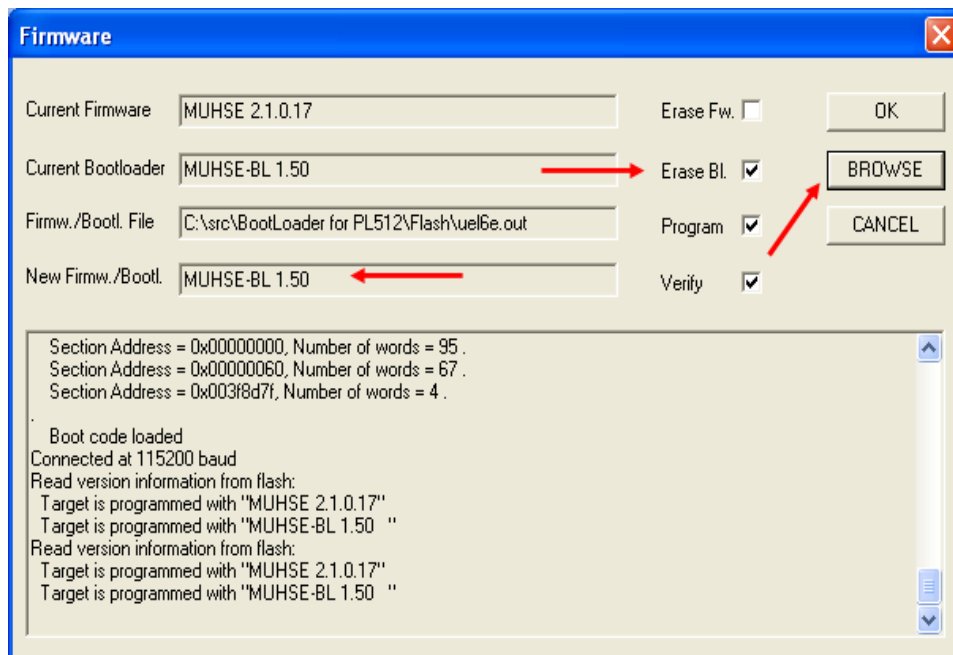 Firmware
Current Firmware MUHSE 2.1.0.17 Erase Fw. OK
Current Bootloader MUHSE-BL 1.50 Erase Bl. BROWSE
Firmw./Bootl. File C:\src\BootLoader for PL512\Flash\uel6e.out Program CANCEL
New Firmw./Bootl. MUHSE-BL 1.50 Verify
Section Address = 0x00000000, Number of words = 95 .
Section Address = 0x00000060, Number of words = 67 .
Section Address = 0x003f8d7f, Number of words = 4 .
.
Boot code loaded
Connected at 115200 baud
Read version information from flash:
Target is programmed with "MUHSE 2.1.0.17"
Target is programmed with "MUHSE-BL 1.50   "
Read version information from flash:
Target is programmed with "MUHSE 2.1.0.17"
Target is programmed with "MUHSE-BL 1.50   "